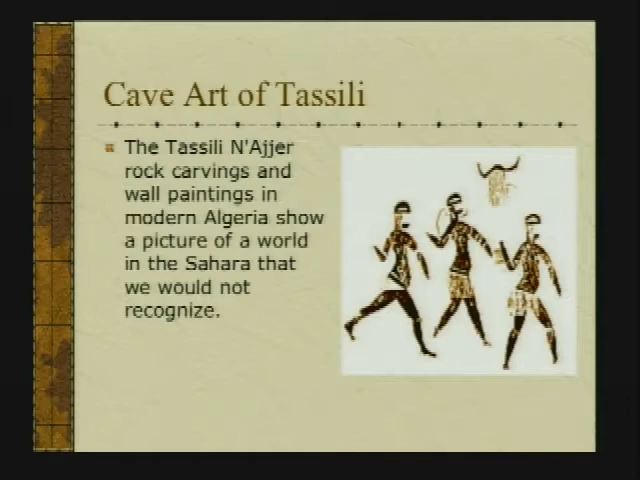 Cave Art of Tassili
The Tassili N'Ajjer
rock carvings and
wall paintings in
modern Algeria show
a picture of a world
in the Sahara that
we would not
recognize.